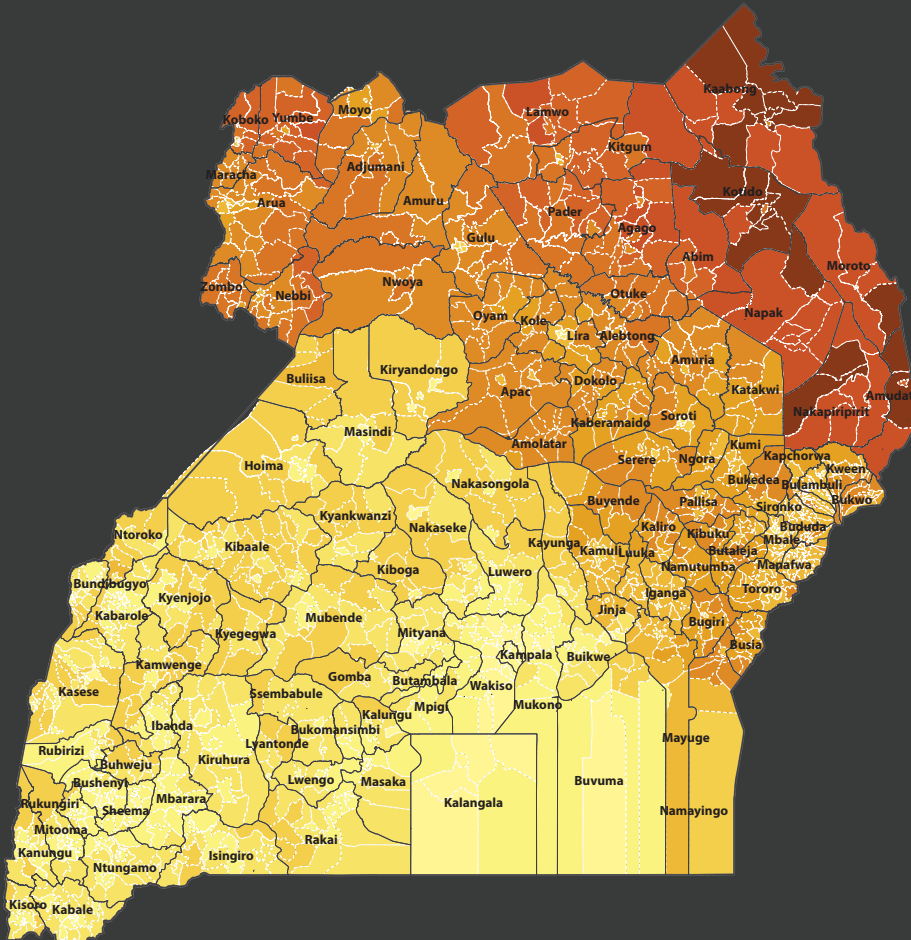 Kaabong
Moyo
Lamwo
Koboko
Yumbe
Kitgum
Adjumani
Maracha
Kotido
Arua
Amuru
Pader
Agago
Gulu
Abim
Moroto
Zombo
Nwoya
Nebbi
Otuke
Napak
Oyam
Kole
Lira
Alebtong
Amuria
Kiryandongo
Buliisa
Dokolo
Apac
Katakwi
Amudat
Nakapiripirit
Soroti
Kaberamaido
Masindi
Amolatar
Kumi
Kapchorwa
Hoima
Serere
Ngora
Kween
Nakasongola
Bukedea
Bulambuli
Buyende
Pallisa
Bukwo
Sironko
Kyankwanzi
Nakaseke
Kaliro
Bududa
Ntoroko
Kibuku
Mbale
Kibaale
Kayunga
Kamuli
Luuka
Butaleja
Manafwa
Kiboga
Luwero
Namutumba
Bundibugyo
Tororo
Kyenjojo
Iganga
Kabarole
Jinja
Mubende
Bugiri
Kyegegwa
Mityana
Busia
Kampala
Buikwe
Kamwenge
Gomba
Butambala
Wakiso
Kasese
Ssembabule
Mpigi
Mukono
Kalungu
Ibanda
Bukomansimbi
Mayuge
Lyantonde
Rubirizi
Kiruhura
Buhweju
Bushenyi
Lwengo
Masaka
Buvuma
Mbarara
Rukungiri
Kalangala
Sheema
Namayingo
Mitooma
Rakai
Kanungu
Isingiro
Ntungamo
Kisoro
Kabale